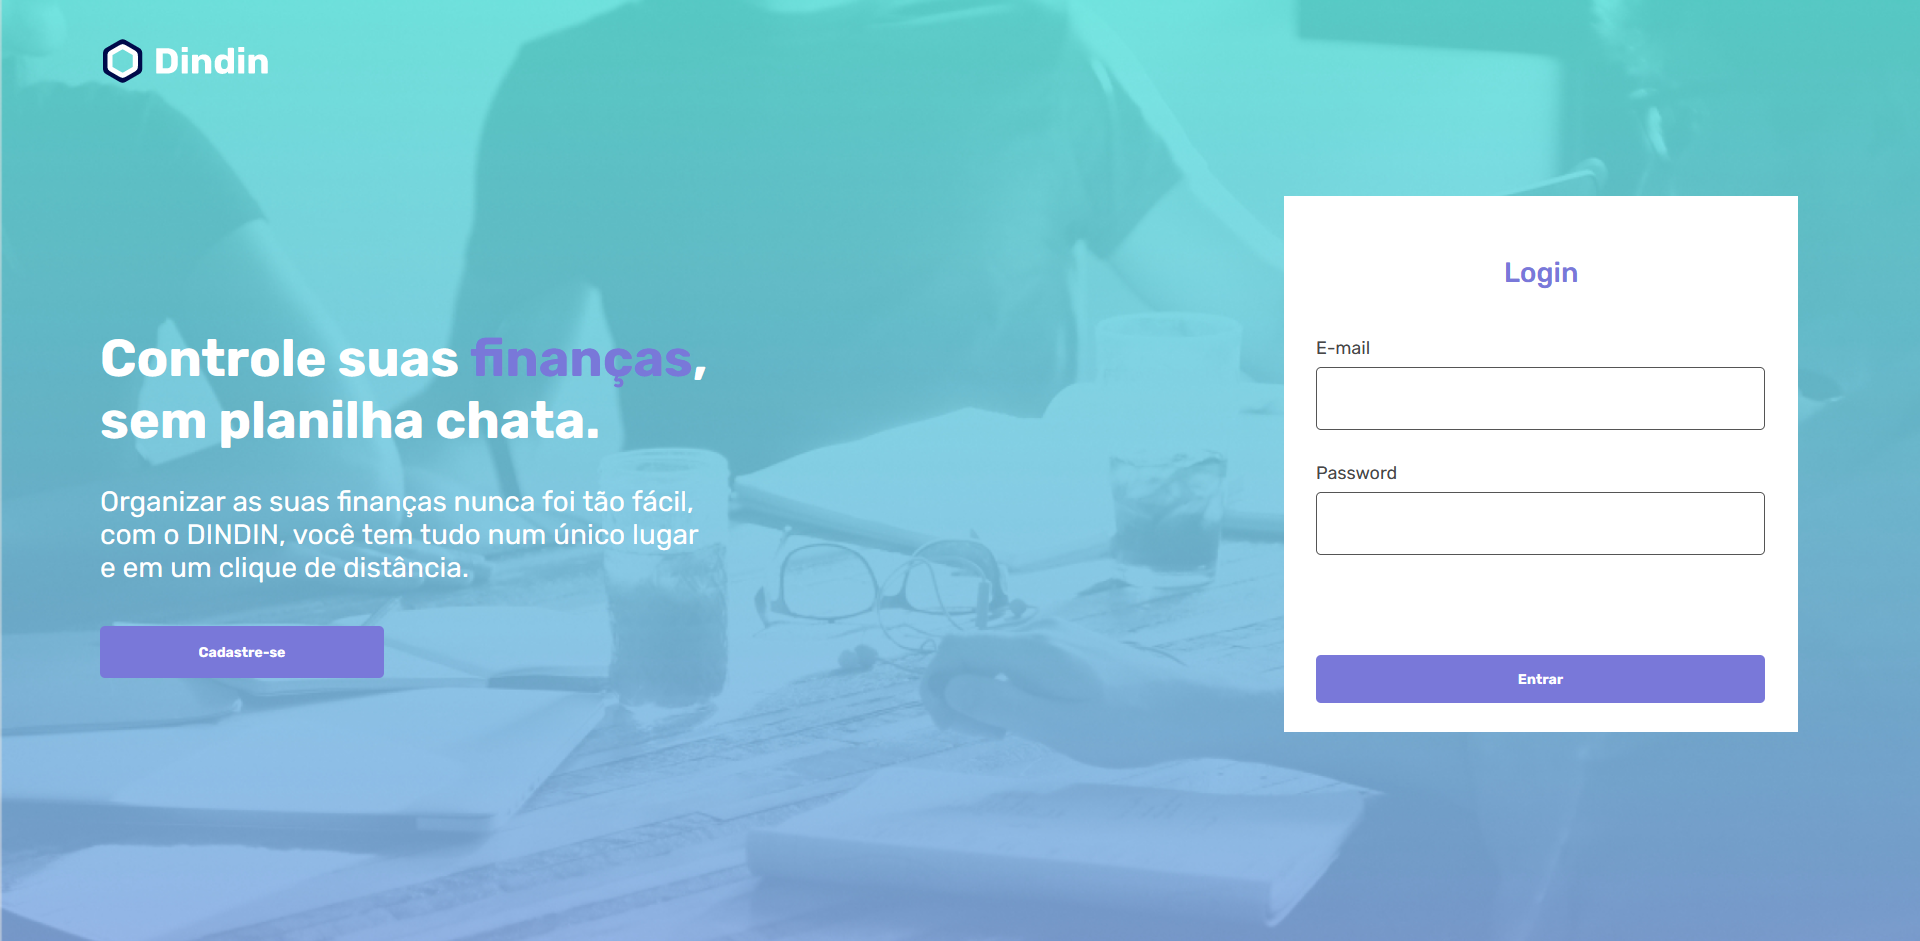 Dindin
Controle suas finanças,
sem planilha chata.
Organizar as suas finanças nunca foi tão fácil,
com o DINDIN, você tem tudo num único lugar
e em um clique de distância.
Cadastre-se
Login
E-mail
Password
Entrar